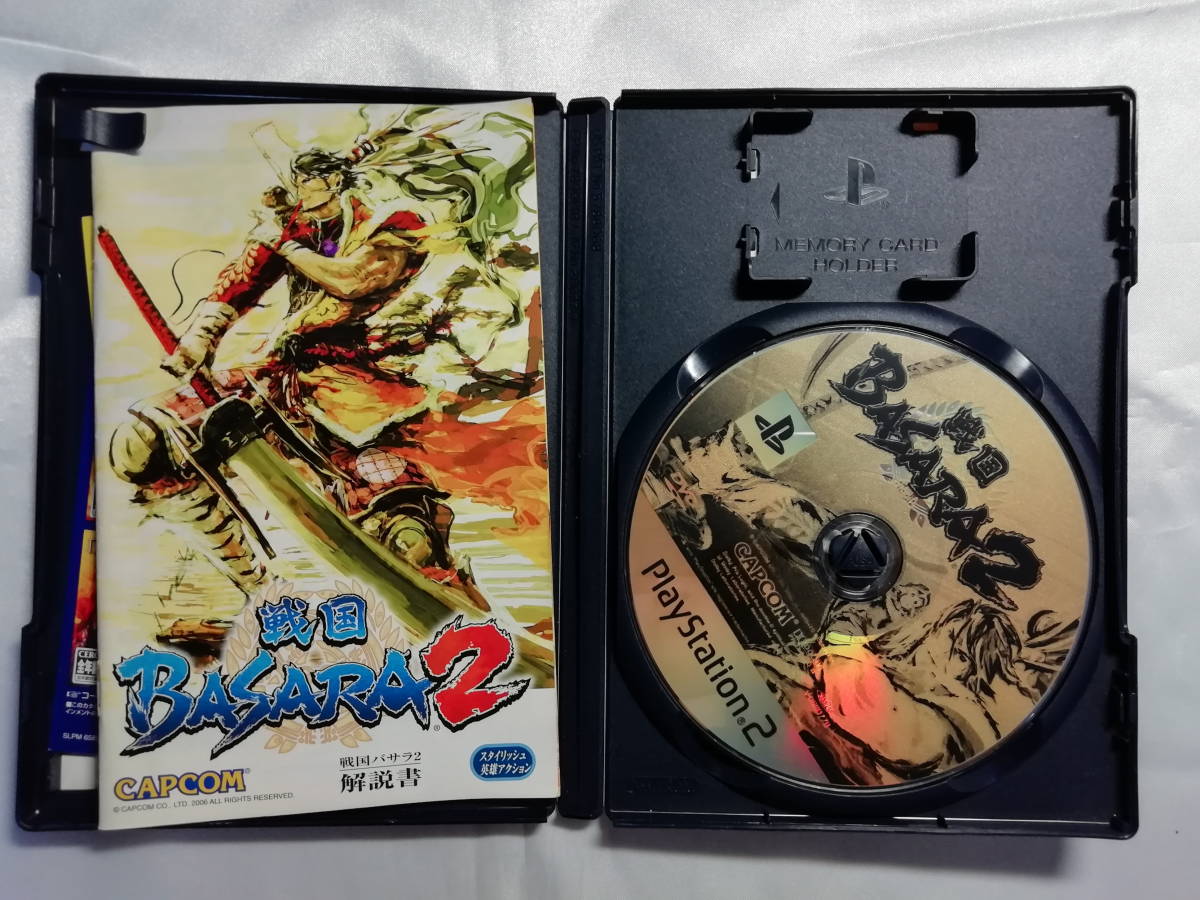 戦国
BASARA2®
戦国バサラ2
解説書
スタイリッシュ
英雄アクション
CAPCOM®
© CAPCOM CO., LTD. 2006 ALL RIGHTS RESERVED.
CERO
SLPM
MEMORY CARD
HOLDER
戦国
BASARA2
CAPCOM
PlayStation®2